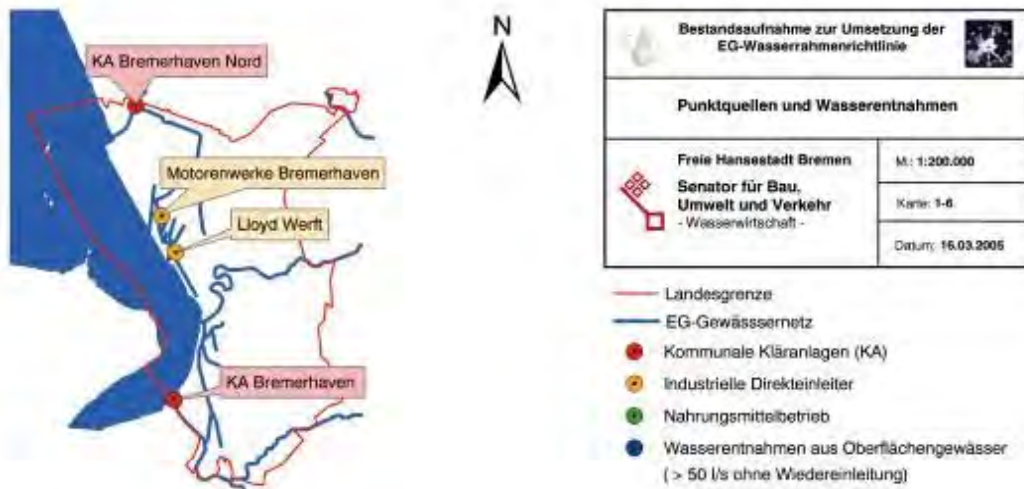 KA Bremerhaven Nord
Motorenwerke Bremerhaven
Lloyd Werft
KA Bremerhaven
N
Bestandsaufnahme zur Umsetzung der
EG-Wasserrahmenrichtlinie
Punktquellen und Wasserentnahmen
Freie Hansestadt Bremen
Senator für Bau,
Umwelt und Verkehr
- Wasserwirtschaft -
M.: 1:200.000
Karte: 1-6
Datum: 16.03.2005
Landesgrenze
EG-Gewässsernetz
Kommunale Kläranlagen (KA)
Industrielle Direkteinleiter
Nahrungsmittelbetrieb
Wasserentnahmen aus Oberflächengewässer
( > 50 l/s ohne Wiedereinleitung)